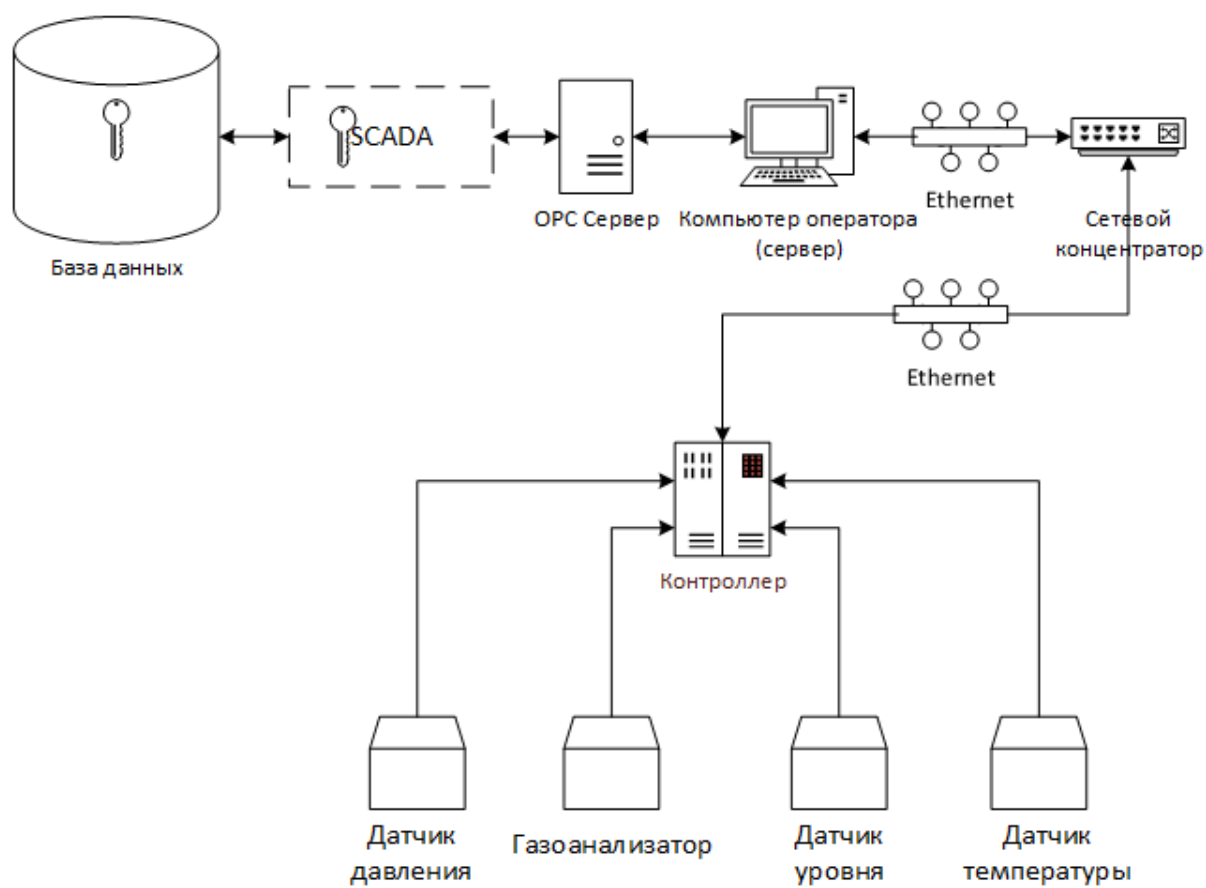 SCADA
OPC Сервер
Компьютер оператора
(сервер)
Ethernet
Сетевой
концентратор
База данных
Ethernet
Контроллер
Датчик
давления
Газоанализатор
Датчик
уровня
Датчик
температуры